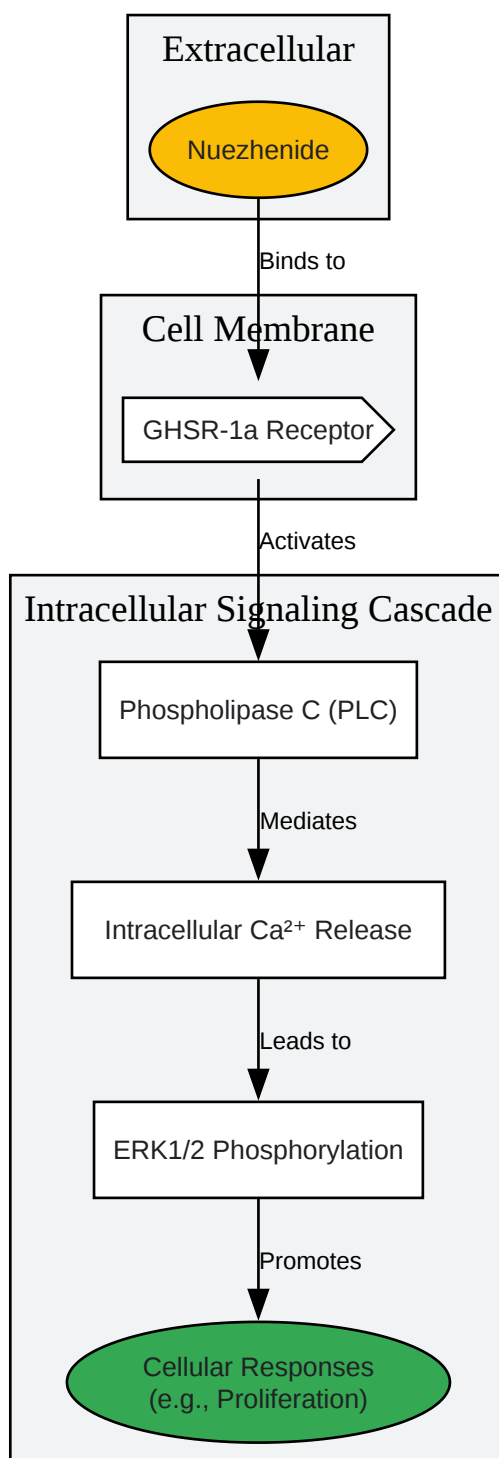 Extracellular
Nuezhenide
Binds to
Cell Membrane
GHSR-1a Receptor
Activates
Intracellular Signaling Cascade
Phospholipase C (PLC)
Mediates
Intracellular Ca²⁺ Release
Leads to
ERK1/2 Phosphorylation
Promotes
Cellular Responses
(e.g., Proliferation)